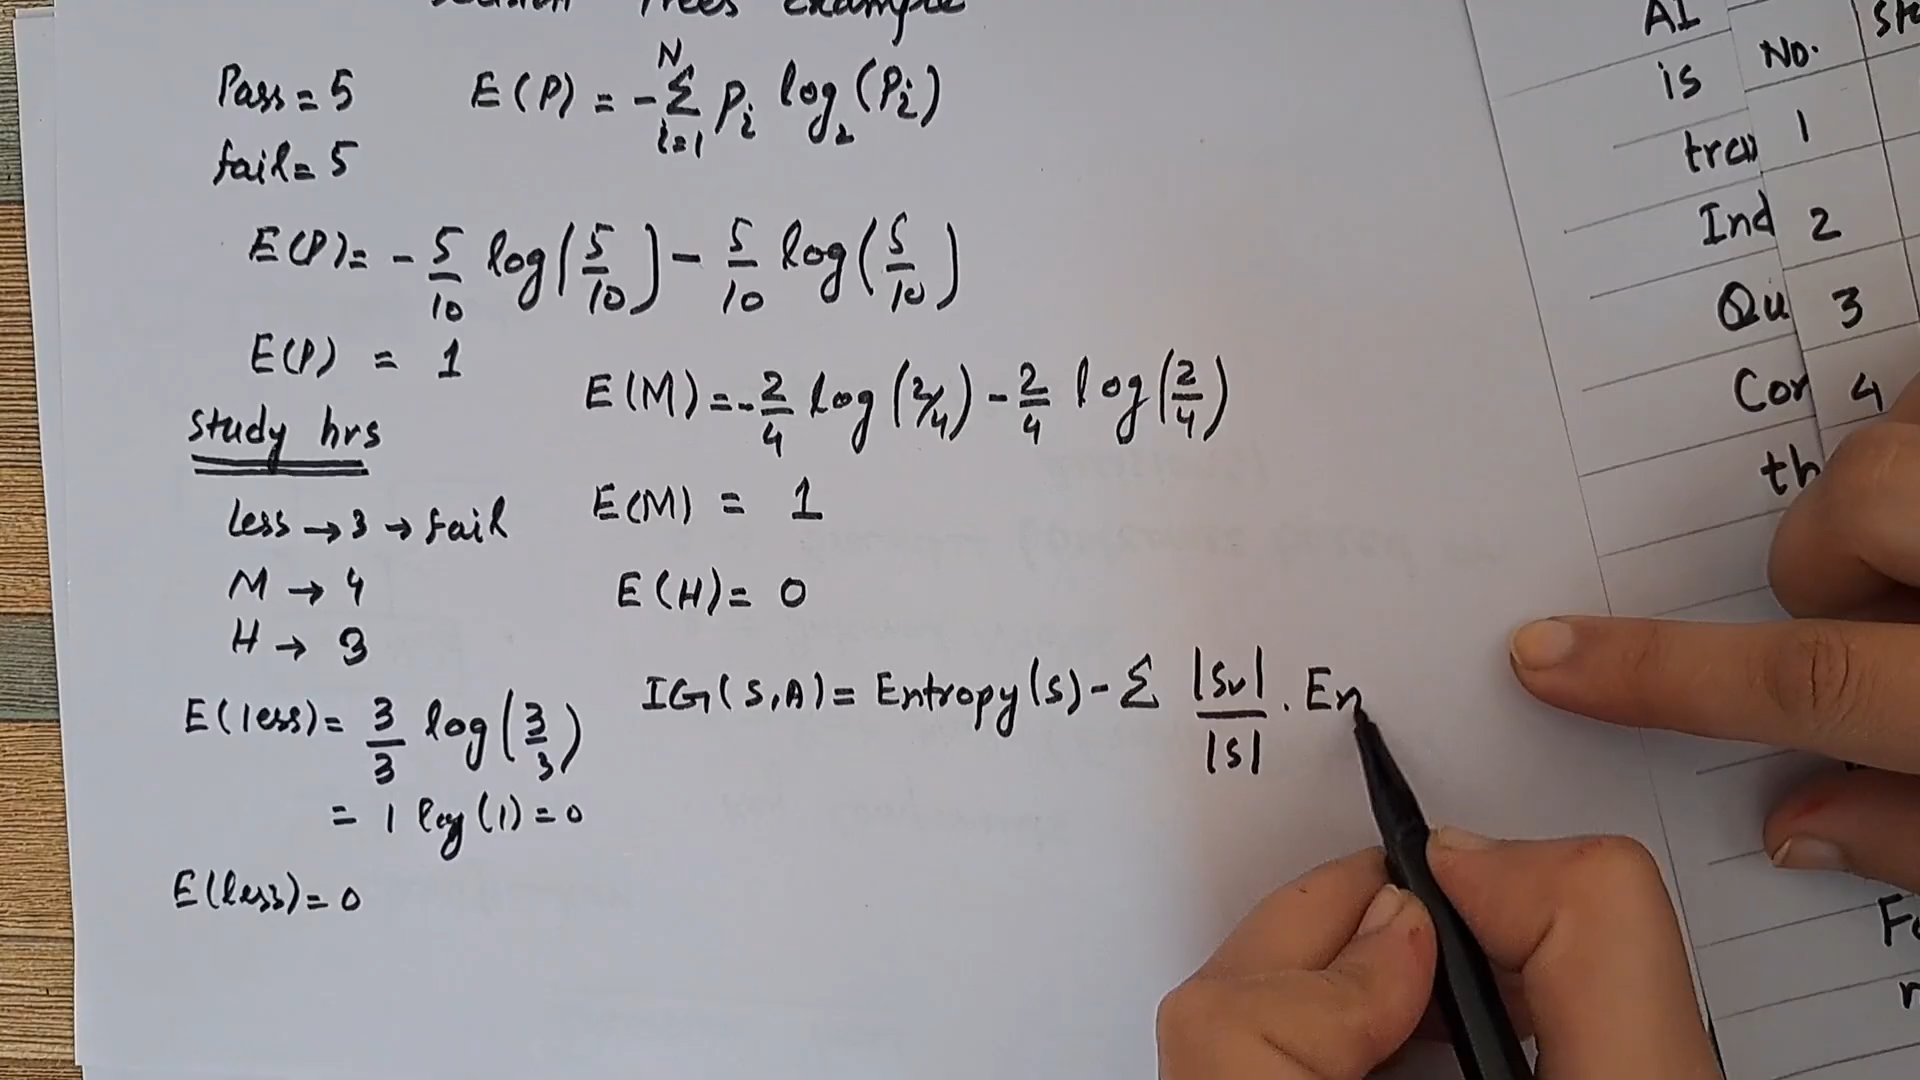 Trees Example
Pass = 5
fail = 5
E(P) = -N∑i=1 Pi log2(Pi)
E(P) = - 5/10 log(5/10) - 5/10 log(5/10)
E(P) = 1
Study hrs
Less → 3 → fail
M → 4
H → 3
E(less) = 3/3 log(3/3)
= 1 log(1) = 0
E(less) = 0
E(M) = - 2/4 log(2/4) - 2/4 log(2/4)
E(M) = 1
E(H) = 0
IG(S,A) = Entropy(S) - Σ |Sv|/|S| . En
AI
is
Ind
Qu
Cor
th
No.
1
2
3
4